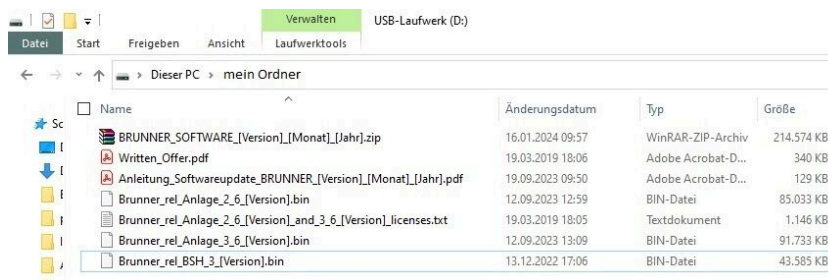 Verwalten USB-Laufwerk (D:)
Datei Start Freigeben Ansicht Laufwerktools
Dieser PC › mein Ordner
Name Änderungsdatum Typ Größe
BRUNNER_SOFTWARE_[Version]_[Monat]_[Jahr].zip 16.01.2024 09:57 WinRAR-ZIP-Archiv 214.574 KB
Written_Offer.pdf 19.03.2019 18:06 Adobe Acrobat-D... 340 KB
Anleitung_Softwareupdate_BRUNNER_[Version]_[Monat]_[Jahr].pdf 19.09.2023 09:50 Adobe Acrobat-D... 129 KB
Brunner_rel_Anlage_2_6_[Version].bin 12.09.2023 12:59 BIN-Datei 85.033 KB
Brunner_rel_Anlage_2_6_[Version]_and_3_6_[Version]_licenses.txt 19.03.2019 18:05 Textdokument 1.146 KB
Brunner_rel_Anlage_3_6_[Version].bin 12.09.2023 13:09 BIN-Datei 91.733 KB
Brunner_rel_BSH_3_[Version].bin 13.12.2022 17:06 BIN-Datei 43.585 KB